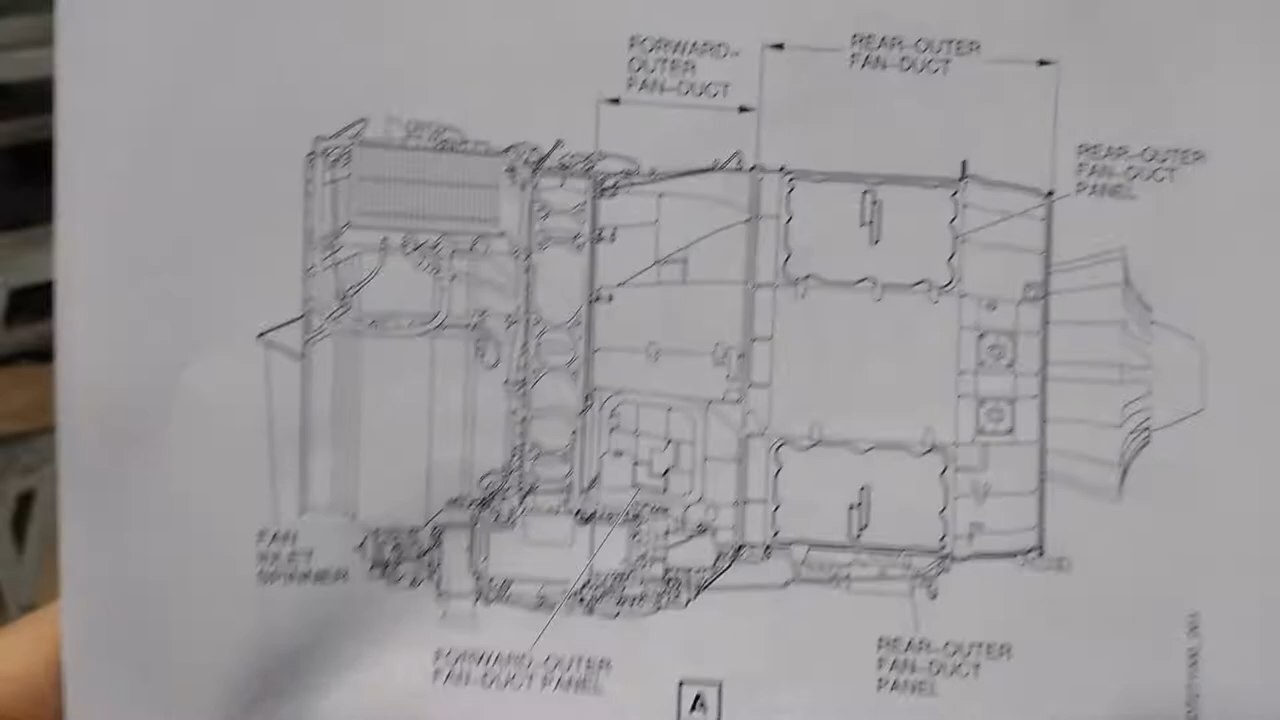 FORWARD-
OUTER
FAN-DUCT
REAR-OUTER
FAN-DUCT
REAR-OUTER
FAN-DUCT
PANEL
FAN
INLET
SPINNER
FORWARD-OUTER
FAN-DUCT PANEL
REAR-OUTER
FAN-DUCT
PANEL
A